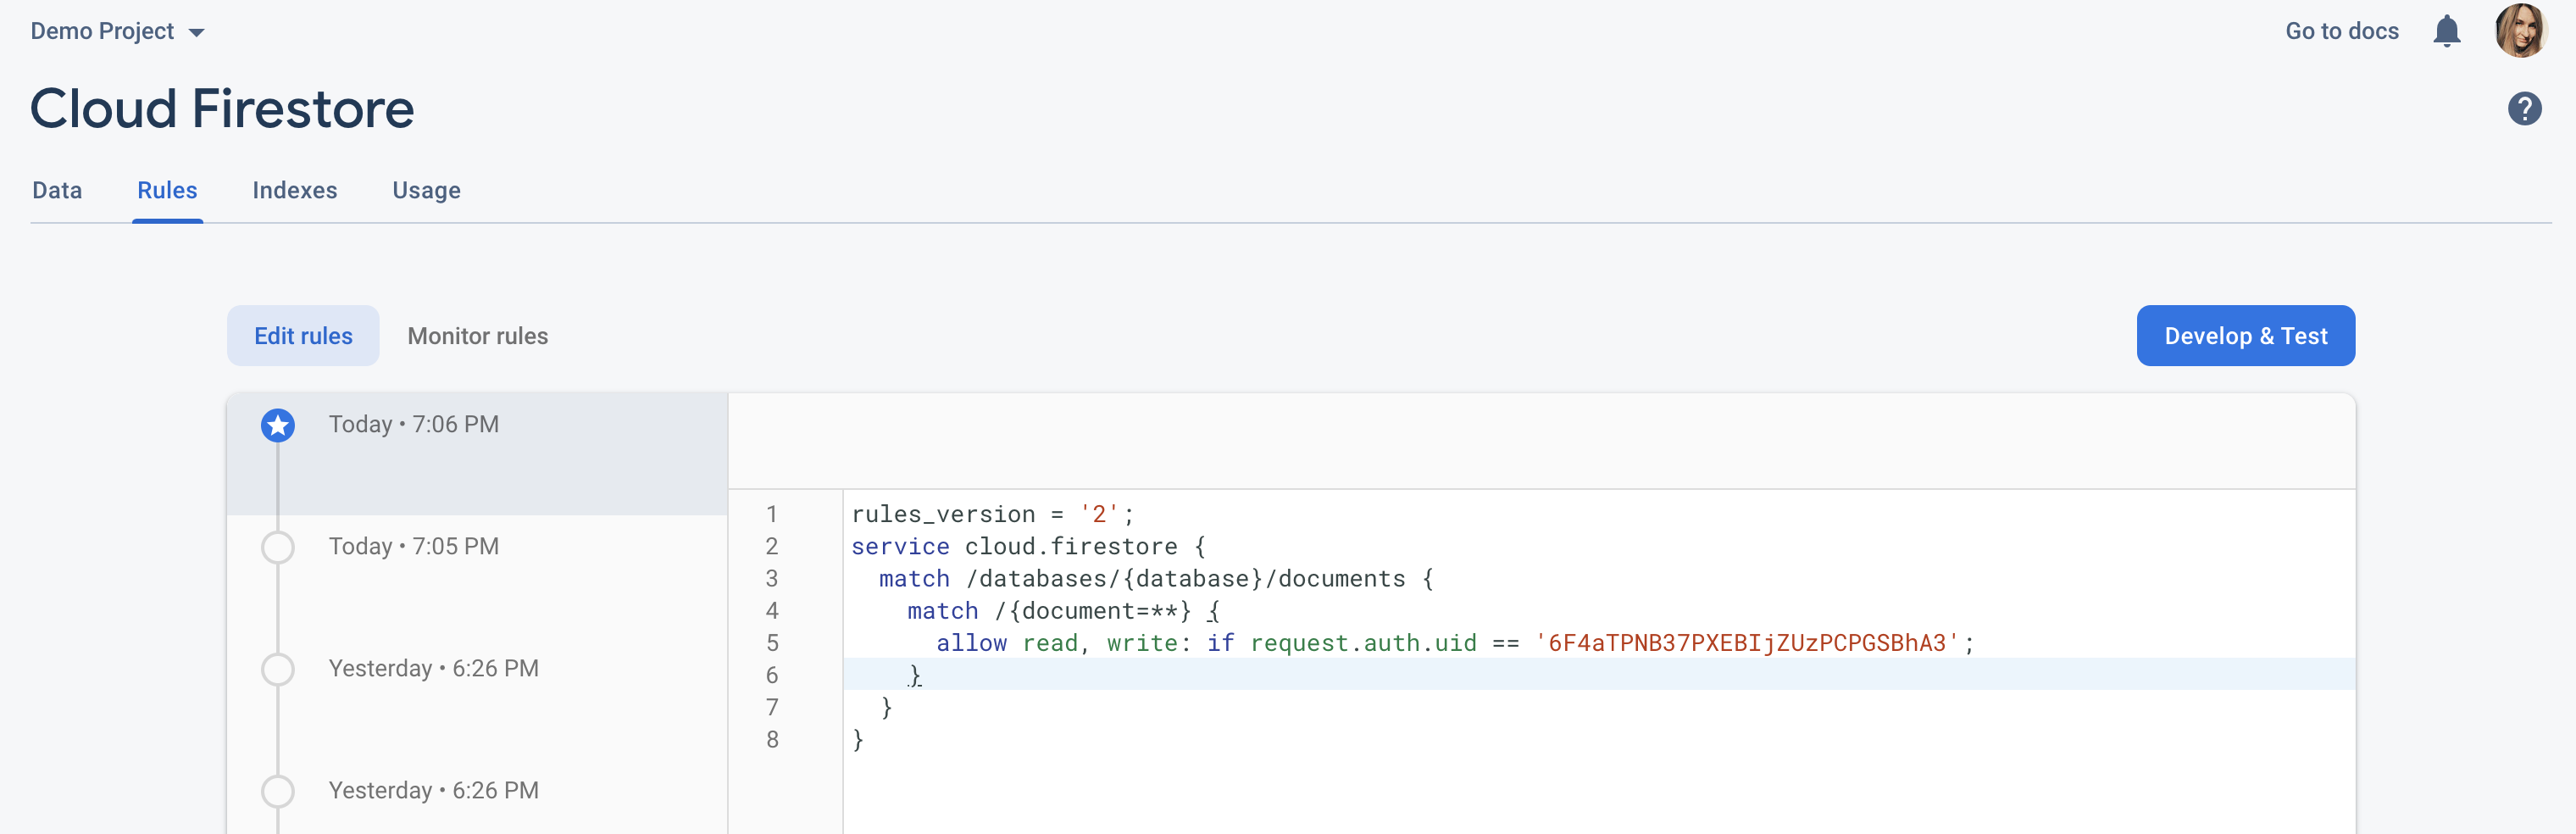 Demo Project
Go to docs
Cloud Firestore
?
Data Rules Indexes Usage
Edit rules Monitor rules
Develop & Test
Today • 7:06 PM
Today • 7:05 PM
Yesterday • 6:26 PM
Yesterday • 6:26 PM
1 rules_version = '2';
2 service cloud.firestore {
3 match /databases/{database}/documents {
4 match /{document=**} {
5 allow read, write: if request.auth.uid == '6F4aTPNB37PXEBIjZUzPCPGSBhA3';
6 }
7 }
8 }